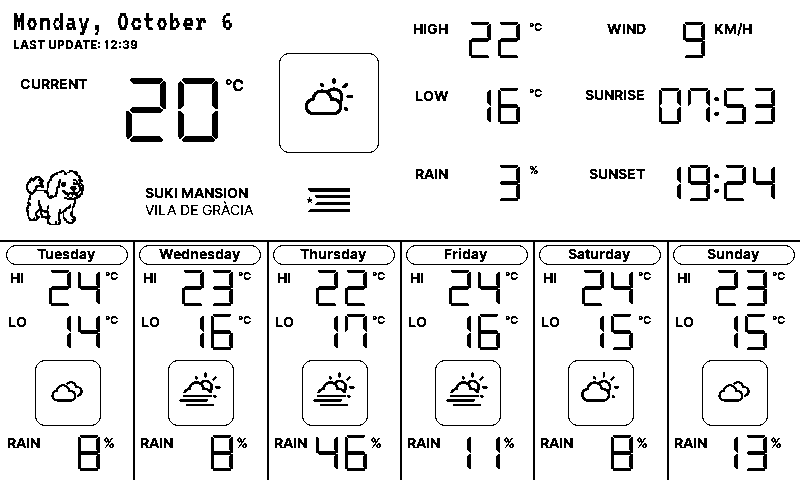 Monday, October 6
LAST UPDATE: 12:39
CURRENT 20 °C
SUKI MANSION
VILA DE GRÀCIA
HIGH 22 °C
LOW 16 °C
RAIN 3 %
WIND 9 KM/H
SUNRISE 07:53
SUNSET 19:24
Tuesday
HI 24 °C
LO 14 °C
RAIN 8 %
Wednesday
HI 23 °C
LO 16 °C
RAIN 8 %
Thursday
HI 22 °C
LO 17 °C
RAIN 46 %
Friday
HI 24 °C
LO 16 °C
RAIN 11 %
Saturday
HI 24 °C
LO 15 °C
RAIN 8 %
Sunday
HI 23 °C
LO 15 °C
RAIN 13 %